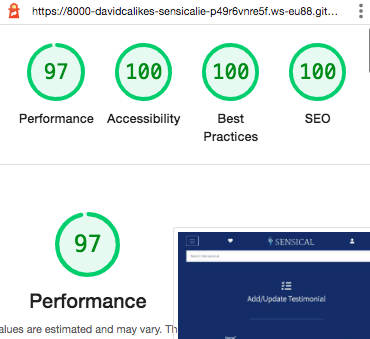 https://8000-davidcalikes-sensicalie-p49r6vnre5f.ws-eu88.git…
97 100 100 100
Performance Accessibility Best Practices SEO
97
Performance
SENSICAL
Add/Update Testimonial
alues are estimated and may vary. Th
Name*